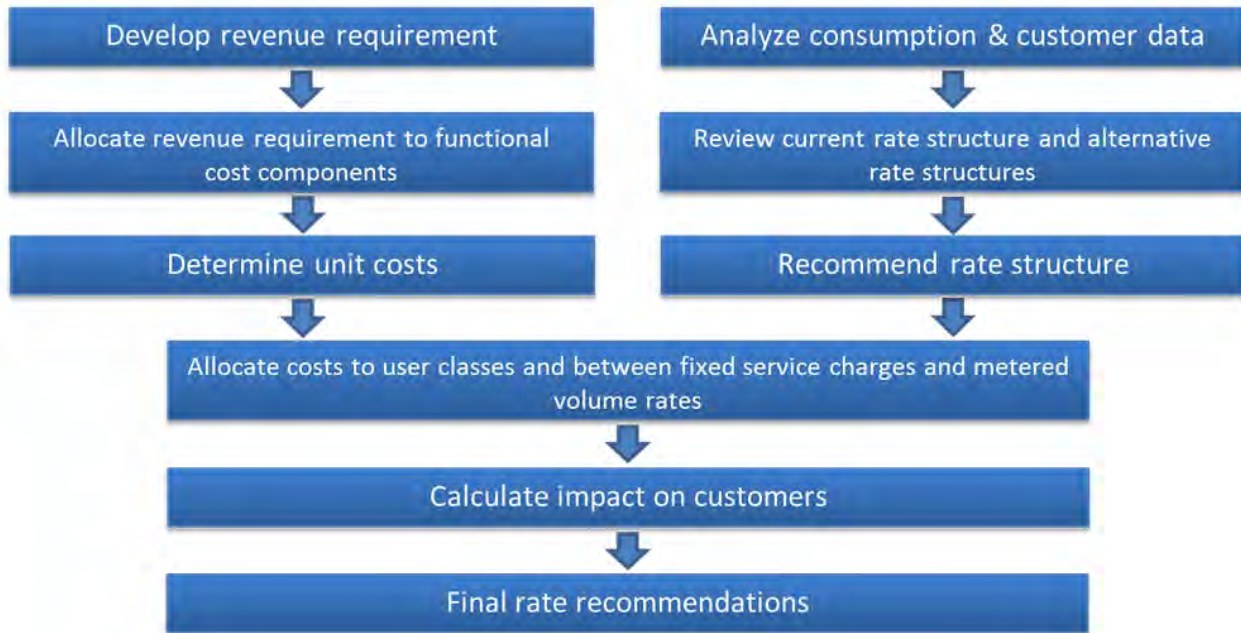 Develop revenue requirement
Allocate revenue requirement to functional
cost components
Determine unit costs
Analyze consumption & customer data
Review current rate structure and alternative
rate structures
Recommend rate structure
Allocate costs to user classes and between fixed service charges and metered
volume rates
Calculate impact on customers
Final rate recommendations